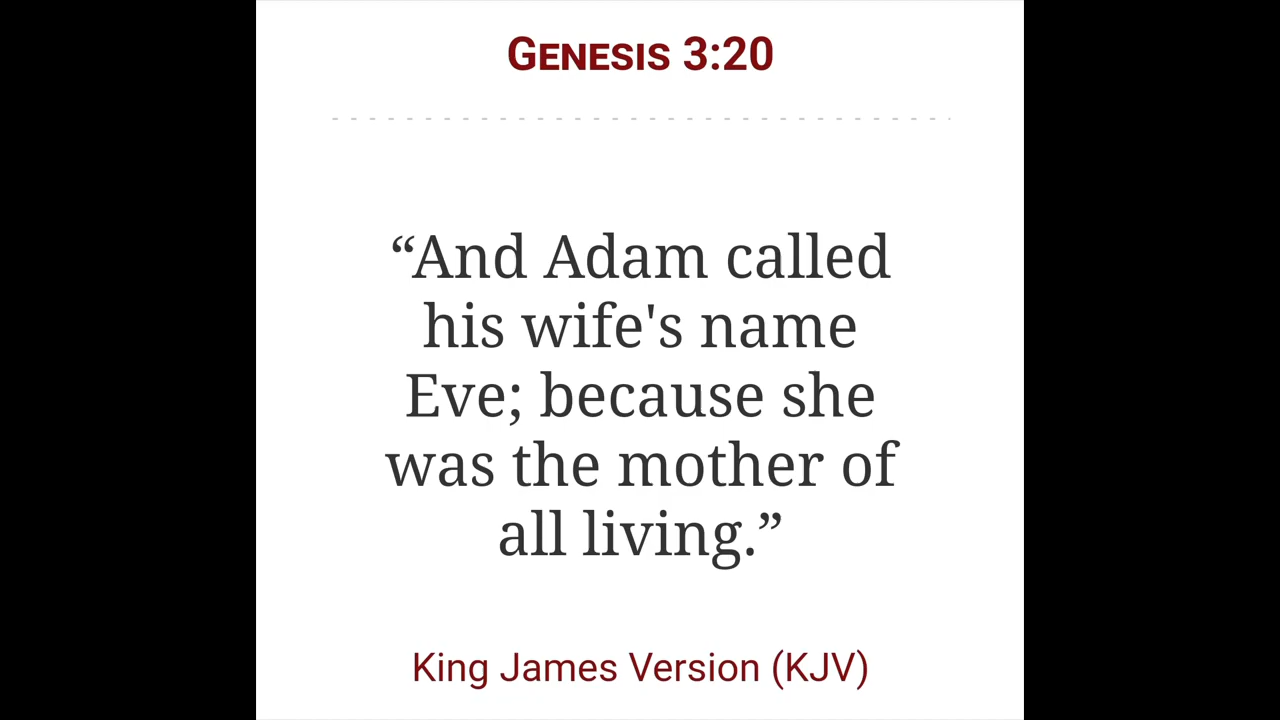 Genesis 3:20
“And Adam called
his wife's name
Eve; because she
was the mother of
all living.”
King James Version (KJV)